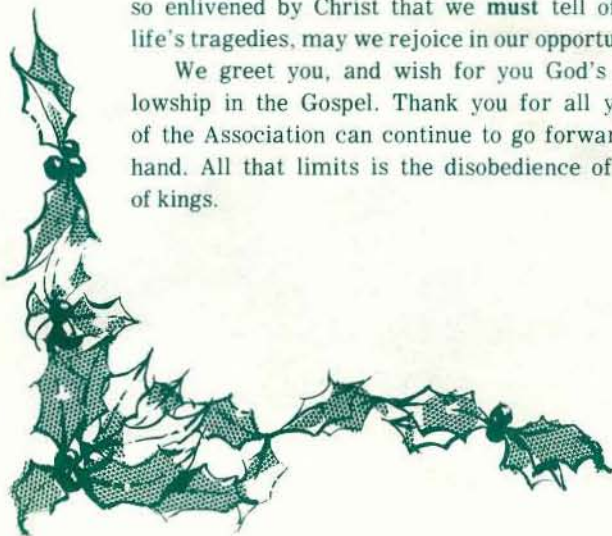 so enlivened by Christ that we must tell of
life's tragedies, may we rejoice in our opportu
We greet you, and wish for you God's
lowship in the Gospel. Thank you for all y
of the Association can continue to go forwar
hand. All that limits is the disobedience of
of kings.